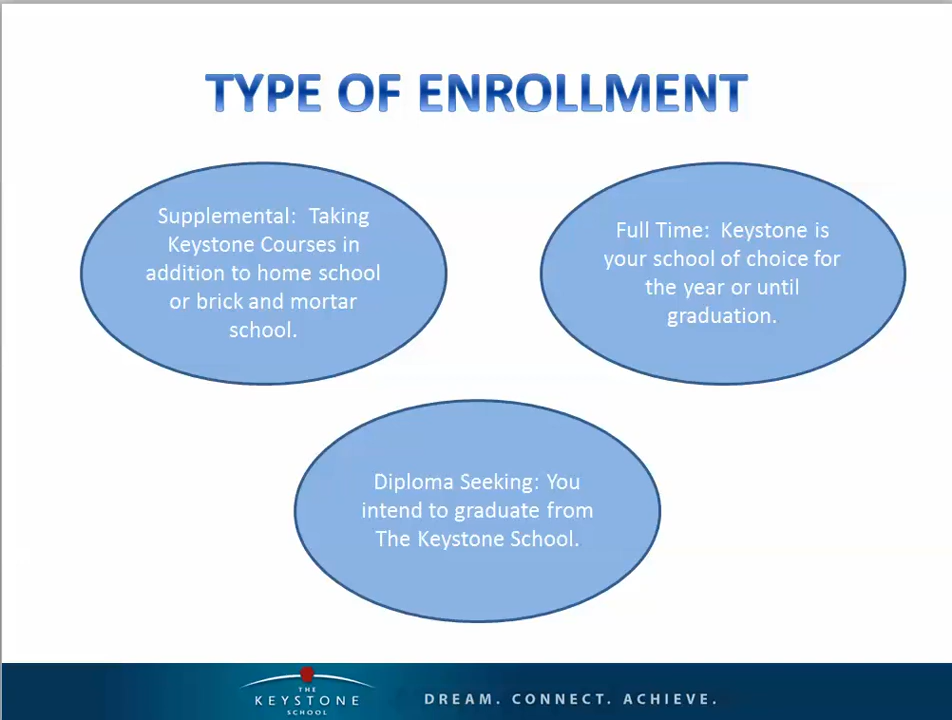 TYPE OF ENROLLMENT
Supplemental:  Taking
Keystone Courses in
addition to home school
or brick and mortar
school.
Full Time:  Keystone is
your school of choice for
the year or until
graduation.
Diploma Seeking: You
intend to graduate from
The Keystone School.
THE
KEYSTONE
SCHOOL
DREAM. CONNECT. ACHIEVE.